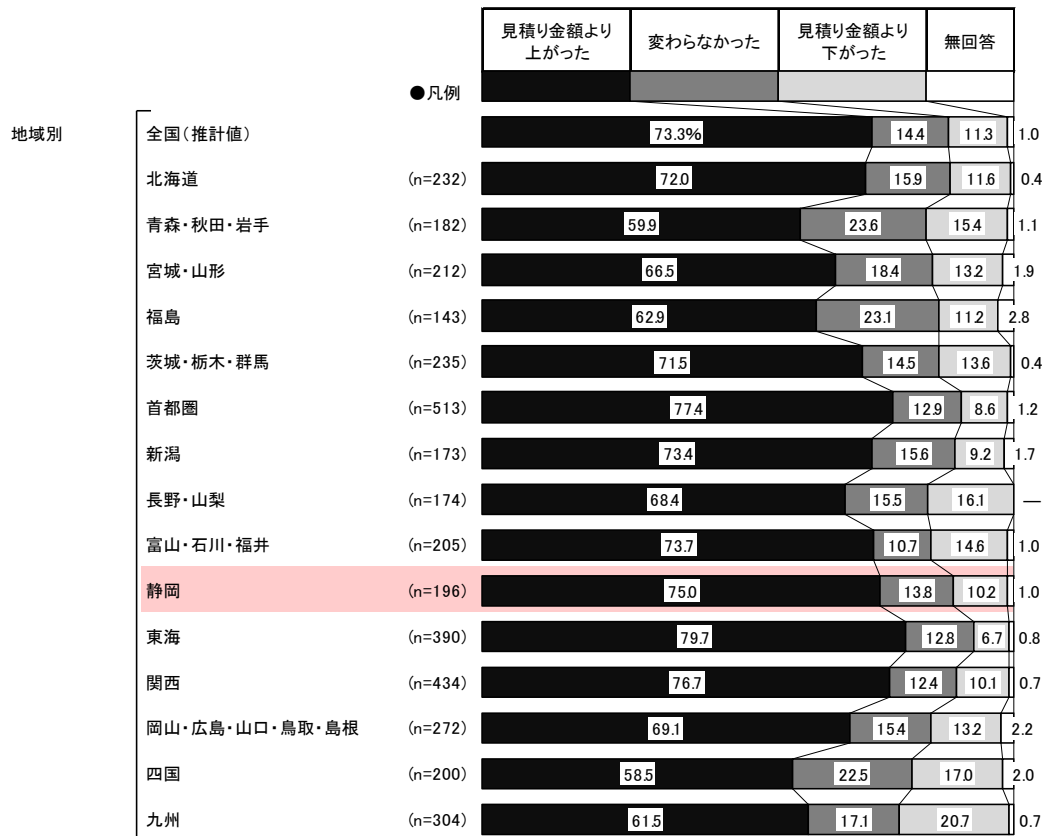 見積り金額より
上がった
変わらなかった
見積り金額より
下がった
無回答
●凡例
地域別
全国(推計値) 73.3% 14.4 11.3 1.0
北海道 (n=232) 72.0 15.9 11.6 0.4
青森・秋田・岩手 (n=182) 59.9 23.6 15.4 1.1
宮城・山形 (n=212) 66.5 18.4 13.2 1.9
福島 (n=143) 62.9 23.1 11.2 2.8
茨城・栃木・群馬 (n=235) 71.5 14.5 13.6 0.4
首都圏 (n=513) 77.4 12.9 8.6 1.2
新潟 (n=173) 73.4 15.6 9.2 1.7
長野・山梨 (n=174) 68.4 15.5 16.1 ―
富山・石川・福井 (n=205) 73.7 10.7 14.6 1.0
静岡 (n=196) 75.0 13.8 10.2 1.0
東海 (n=390) 79.7 12.8 6.7 0.8
関西 (n=434) 76.7 12.4 10.1 0.7
岡山・広島・山口・鳥取・島根 (n=272) 69.1 15.4 13.2 2.2
四国 (n=200) 58.5 22.5 17.0 2.0
九州 (n=304) 61.5 17.1 20.7 0.7